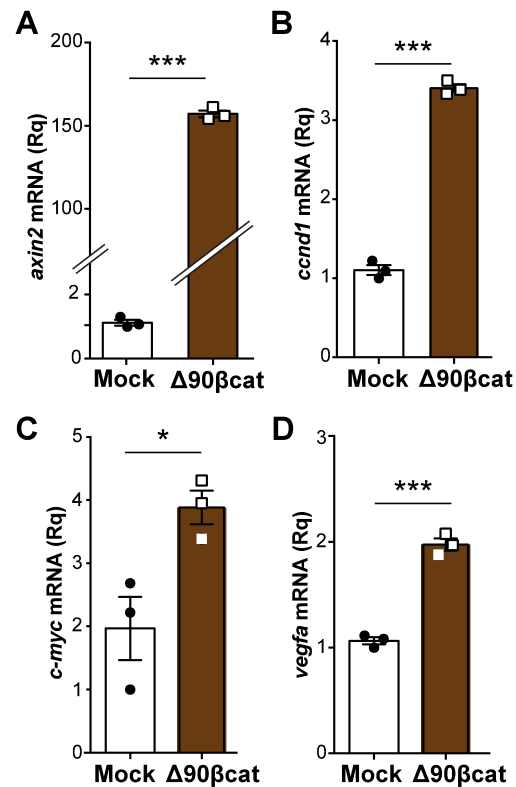 A
axin2 mRNA (Rq)
200
150
100
2
0
***
Mock Δ90βcat
B
ccnd1 mRNA (Rq)
4
3
2
1
0
***
Mock Δ90βcat
C
c-myc mRNA (Rq)
5
4
3
2
1
0
*
Mock Δ90βcat
D
vegfa mRNA (Rq)
3
2
1
0
***
Mock Δ90βcat